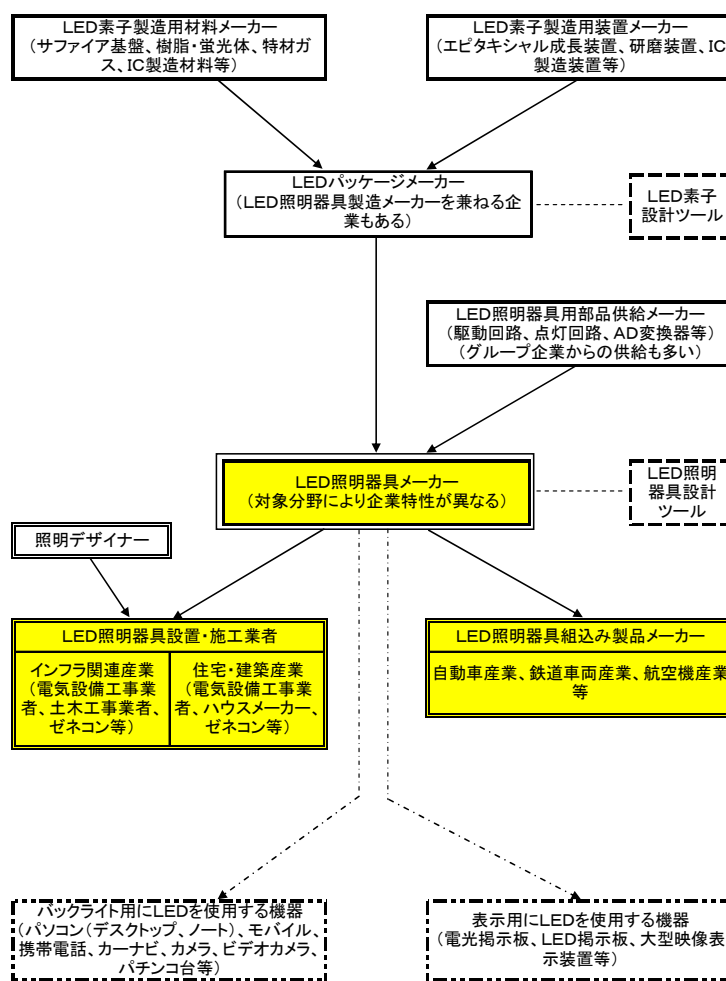 LED素子製造用材料メーカー
(サファイア基盤、樹脂・蛍光体、特材ガ
ス、IC製造材料等)
LED素子製造用装置メーカー
(エピタキシャル成長装置、研磨装置、IC
製造装置等)
LEDパッケージメーカー
(LED照明器具製造メーカーを兼ねる企
業もある)
LED素子
設計ツール
LED照明器具用部品供給メーカー
(駆動回路、点灯回路、AD変換器等)
(グループ企業からの供給も多い)
LED照明器具メーカー
(対象分野により企業特性が異なる)
LED照明
器具設計
ツール
照明デザイナー
LED照明器具設置・施工業者
インフラ関連産業
(電気設備工事業
者、土木工事業者、
ゼネコン等)
住宅・建築産業
(電気設備工事業
者、ハウスメーカー、
ゼネコン等)
LED照明器具組込み製品メーカー
自動車産業、鉄道車両産業、航空機産業
等
バックライト用にLEDを使用する機器
(パソコン(デスクトップ、ノート)、モバイル、
携帯電話、カーナビ、カメラ、ビデオカメラ、
パチンコ台等)
表示用にLEDを使用する機器
(電光掲示板、LED掲示板、大型映像表
示装置等)